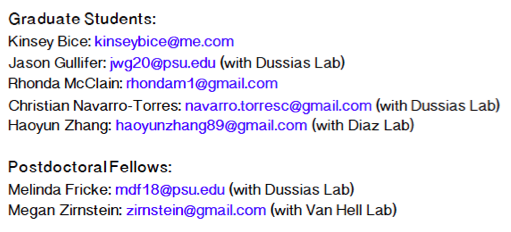 Graduate Students:
Kinsey Bice: kinseybice@me.com
Jason Gullifer: jwg20@psu.edu (with Dussias Lab)
Rhonda McClain: rhondam1@gmail.com
Christian Navarro-Torres: navarro.torresc@gmail.com (with Dussias Lab)
Haoyun Zhang: haoyunzhang89@gmail.com (with Diaz Lab)
Postdoctoral Fellows:
Melinda Fricke: mdf18@psu.edu (with Dussias Lab)
Megan Zirnstein: zirnstein@gmail.com (with Van Hell Lab)